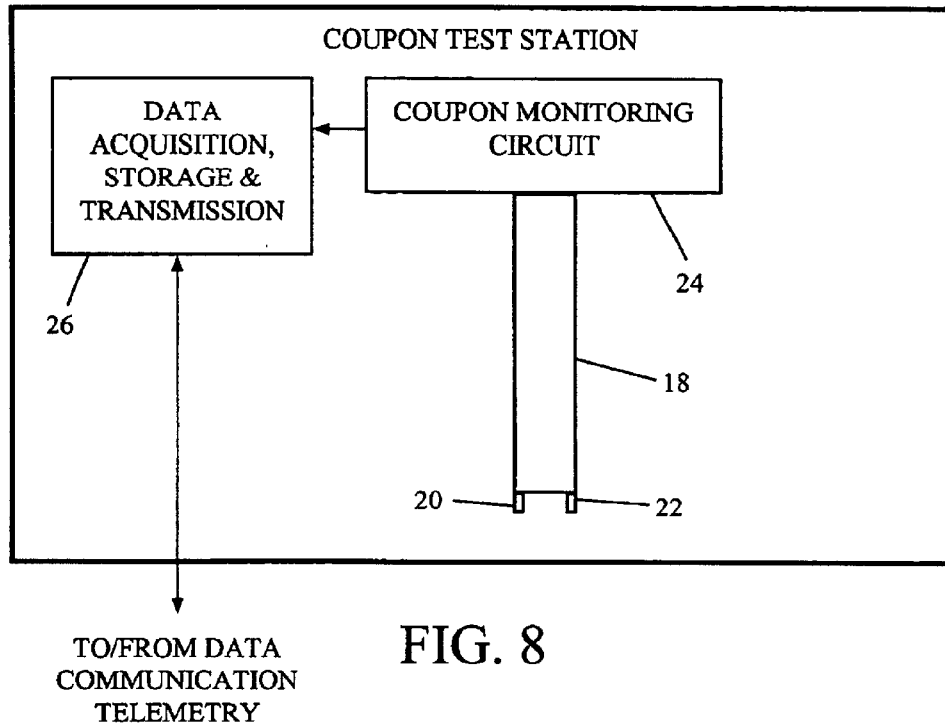 COUPON TEST STATION
DATA
ACQUISITION,
STORAGE &
TRANSMISSION
COUPON MONITORING
CIRCUIT
26
24
18
20
22
TO/FROM DATA
COMMUNICATION
TELEMETRY
FIG. 8